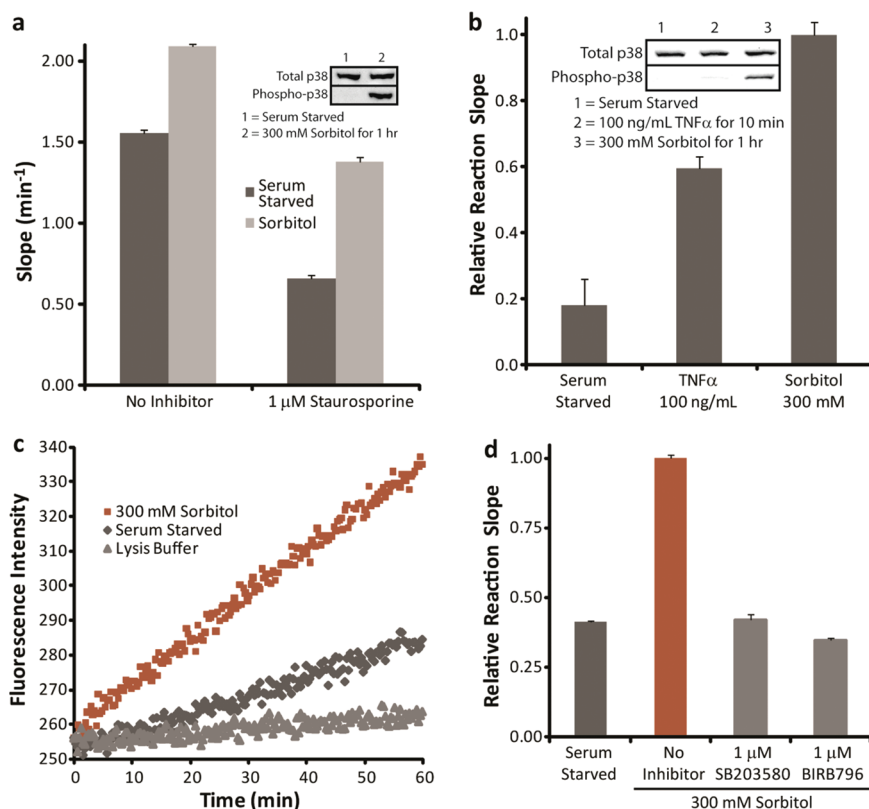 a
Slope (min⁻¹)
2.00
1.50
1.00
0.50
0.00
1 2
Total p38
Phospho-p38
1 = Serum Starved
2 = 300 mM Sorbitol for 1 hr
Serum
Starved
Sorbitol
No Inhibitor
1 μM Staurosporine
b
Relative Reaction Slope
1.0
0.8
0.6
0.4
0.2
0.0
1 2 3
Total p38
Phospho-p38
1 = Serum Starved
2 = 100 ng/mL TNFα for 10 min
3 = 300 mM Sorbitol for 1 hr
Serum
Starved
TNFα
100 ng/mL
Sorbitol
300 mM
c
Fluorescence Intensity
340
330
320
310
300
290
280
270
260
250
300 mM Sorbitol
Serum Starved
Lysis Buffer
0 10 20 30 40 50 60
Time (min)
d
Relative Reaction Slope
1.00
0.75
0.50
0.25
0.00
Serum
Starved
No
Inhibitor
1 μM
SB203580
1 μM
BIRB796
300 mM Sorbitol